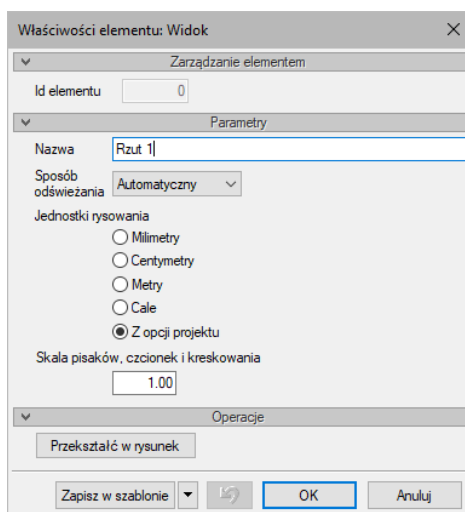 Właściwości elementu: Widok
Zarządzanie elementem
Id elementu 0
Parametry
Nazwa Rzut 1
Sposób
odświeżania Automatyczny
Jednostki rysowania
Milimetry
Centymetry
Metry
Cale
Z opcji projektu
Skala pisaków, czcionek i kreskowania
1.00
Operacje
Przekształć w rysunek
Zapisz w szablonie OK Anuluj